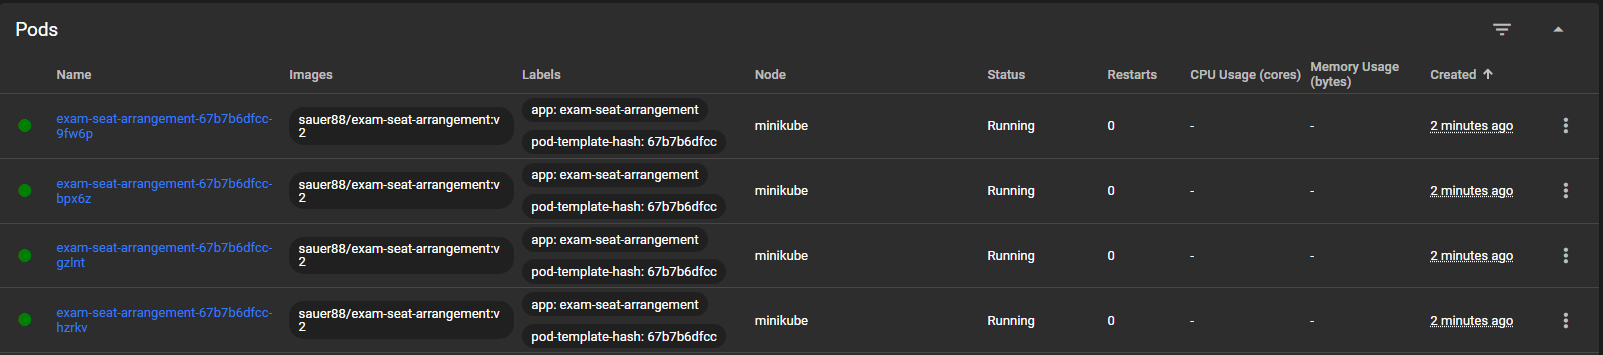 Pods
Name Images Labels Node Status Restarts CPU Usage (cores) Memory Usage (bytes) Created
exam-seat-arrangement-67b7b6dfcc-
9fw6p
sauer88/exam-seat-arrangement:v
2
app: exam-seat-arrangement
pod-template-hash: 67b7b6dfcc
minikube Running 0 - - 2 minutes ago
exam-seat-arrangement-67b7b6dfcc-
bpx6z
sauer88/exam-seat-arrangement:v
2
app: exam-seat-arrangement
pod-template-hash: 67b7b6dfcc
minikube Running 0 - - 2 minutes ago
exam-seat-arrangement-67b7b6dfcc-
gzlnt
sauer88/exam-seat-arrangement:v
2
app: exam-seat-arrangement
pod-template-hash: 67b7b6dfcc
minikube Running 0 - - 2 minutes ago
exam-seat-arrangement-67b7b6dfcc-
hzrkv
sauer88/exam-seat-arrangement:v
2
app: exam-seat-arrangement
pod-template-hash: 67b7b6dfcc
minikube Running 0 - - 2 minutes ago